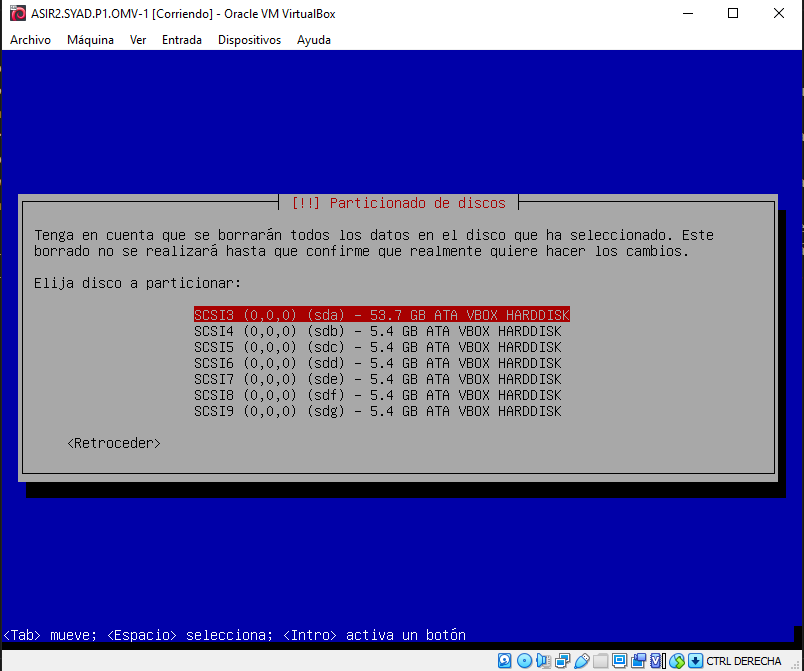 ASIR2.SYAD.P1.OMV-1 [Corriendo] - Oracle VM VirtualBox
Archivo Máquina Ver Entrada Dispositivos Ayuda
[!!] Particionado de discos
Tenga en cuenta que se borrarán todos los datos en el disco que ha seleccionado. Este
borrado no se realizará hasta que confirme que realmente quiere hacer los cambios.
Elija disco a particionar:
SCSI3 (0,0,0) (sda) - 53.7 GB ATA VBOX HARDDISK
SCSI4 (0,0,0) (sdb) - 5.4 GB ATA VBOX HARDDISK
SCSI5 (0,0,0) (sdc) - 5.4 GB ATA VBOX HARDDISK
SCSI6 (0,0,0) (sdd) - 5.4 GB ATA VBOX HARDDISK
SCSI7 (0,0,0) (sde) - 5.4 GB ATA VBOX HARDDISK
SCSI8 (0,0,0) (sdf) - 5.4 GB ATA VBOX HARDDISK
SCSI9 (0,0,0) (sdg) - 5.4 GB ATA VBOX HARDDISK
<Retroceder>
<Tab> mueve; <Espacio> selecciona; <Intro> activa un botón
CTRL DERECHA